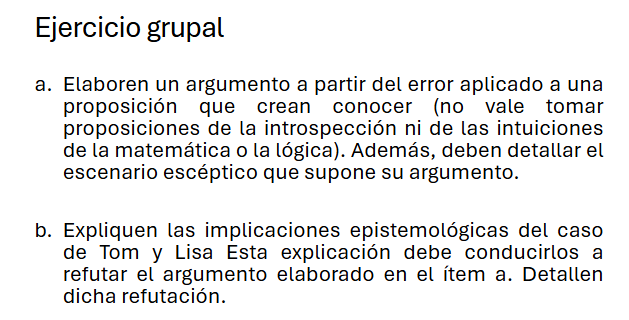 Ejercicio grupal
a. Elaboren un argumento a partir del error aplicado a una
proposición que crean conocer (no vale tomar
proposiciones de la introspección ni de las intuiciones
de la matemática o la lógica). Además, deben detallar el
escenario escéptico que supone su argumento.
b. Expliquen las implicaciones epistemológicas del caso
de Tom y Lisa Esta explicación debe conducirlos a
refutar el argumento elaborado en el ítem a. Detallen
dicha refutación.